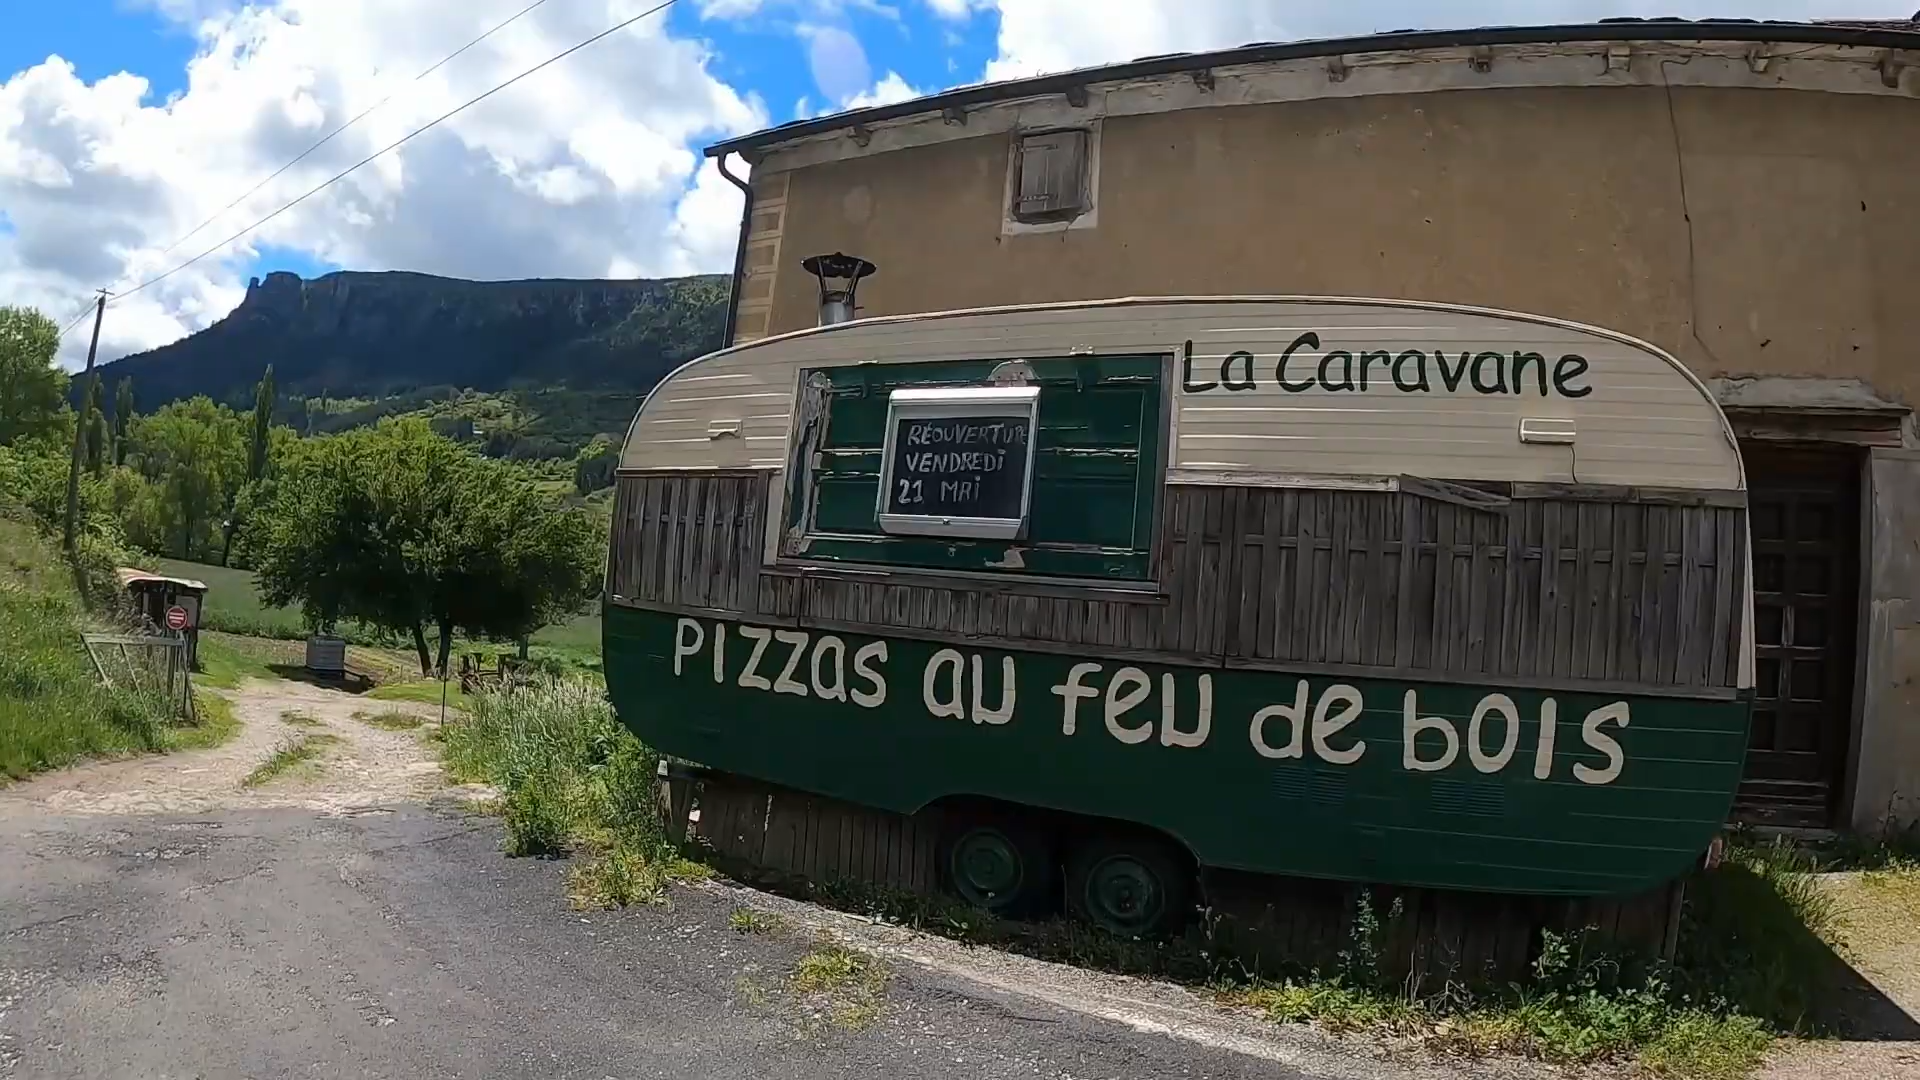 La Caravane
RÉOUVERTURE
VENDREDI
21 MAI
PIZZas au feu de bois